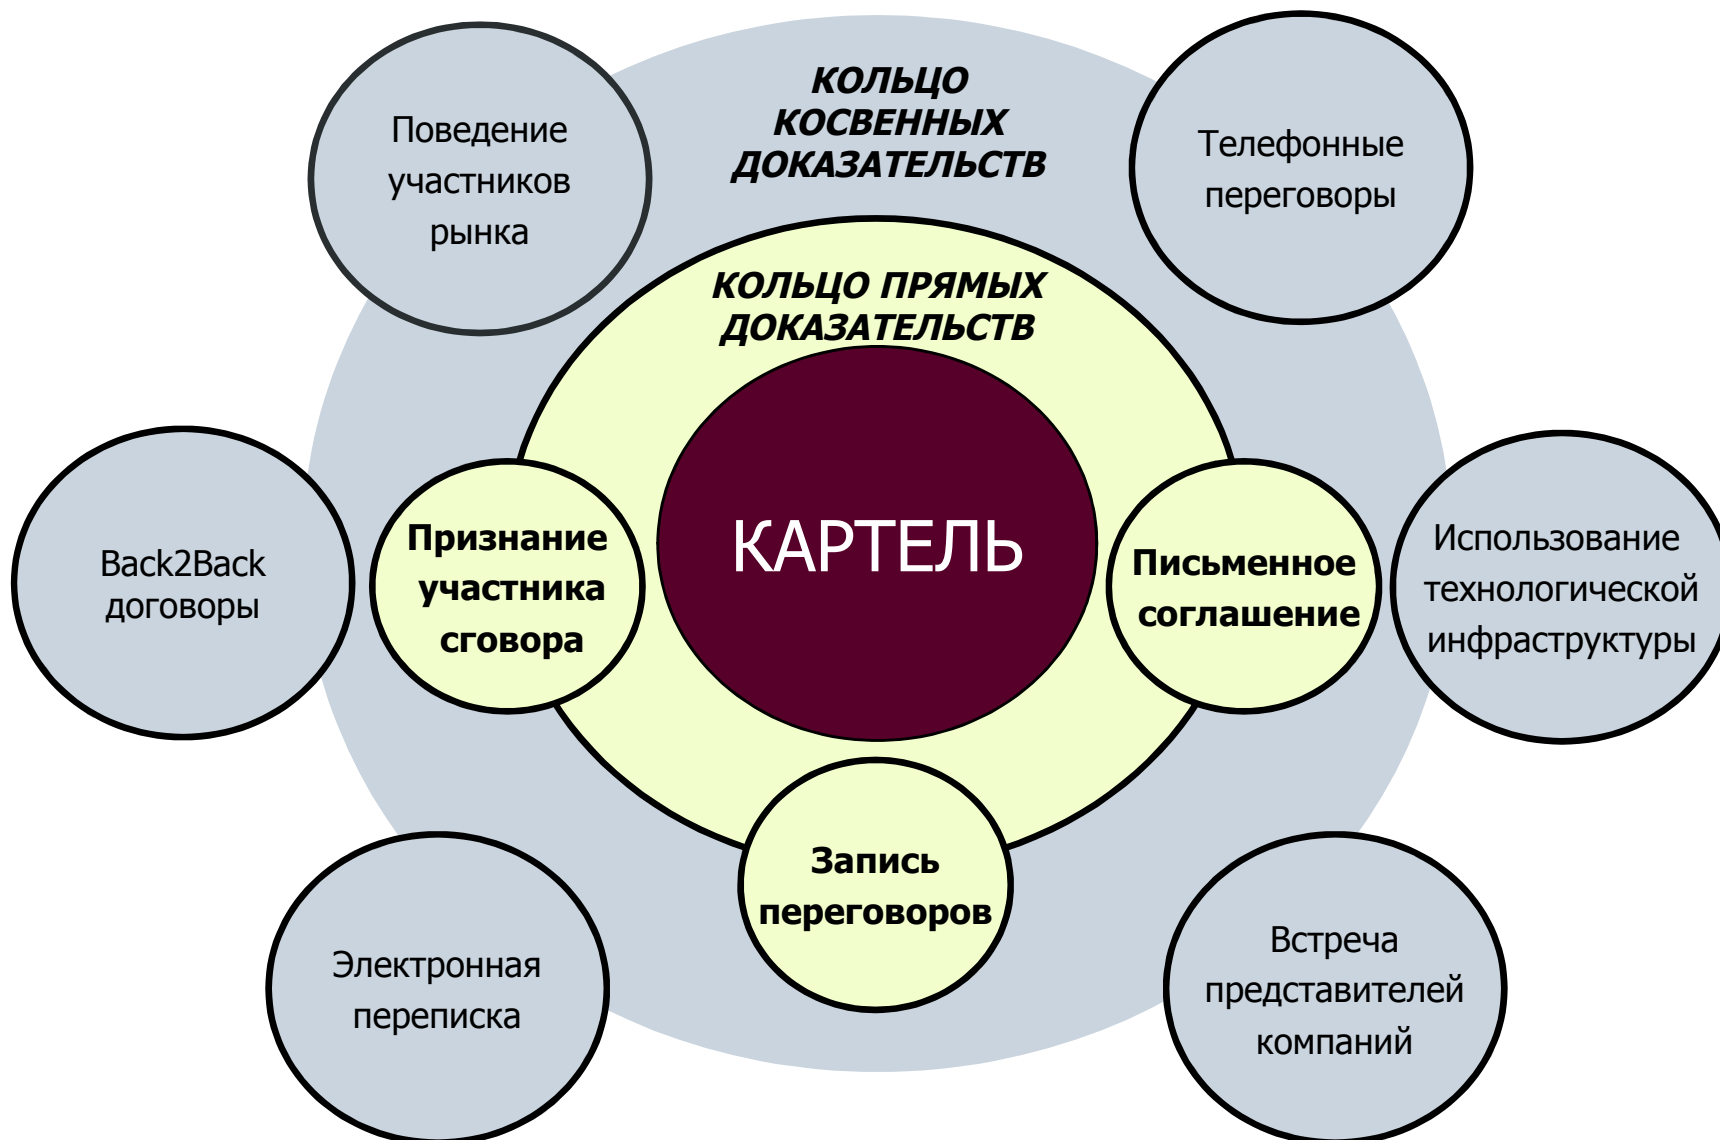 КОЛЬЦО
КОСВЕННЫХ
ДОКАЗАТЕЛЬСТВ
Поведение
участников
рынка
Телефонные
переговоры
КОЛЬЦО ПРЯМЫХ
ДОКАЗАТЕЛЬСТВ
КАРТЕЛЬ
Back2Back
договоры
Признание
участника
сговора
Письменное
соглашение
Использование
технологической
инфраструктуры
Запись
переговоров
Электронная
переписка
Встреча
представителей
компаний